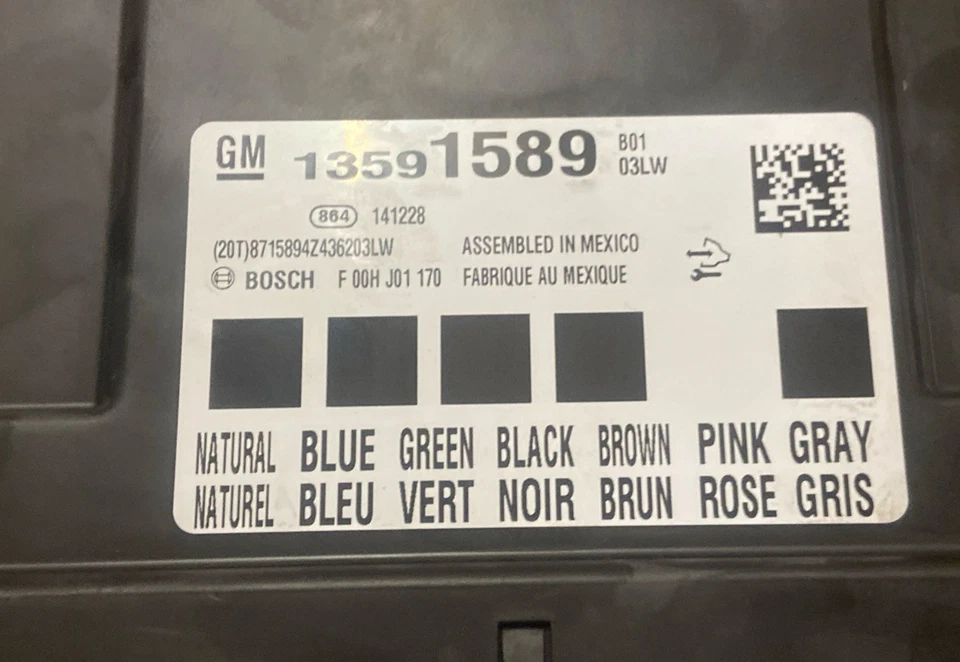 GM 13591589 B01
03LW
864 141228
(20T)8715894Z436203LW ASSEMBLED IN MEXICO
BOSCH F 00H J01 170 FABRIQUE AU MEXIQUE
NATURAL BLUE GREEN BLACK BROWN PINK GRAY
NATUREL BLEU VERT NOIR BRUN ROSE GRIS